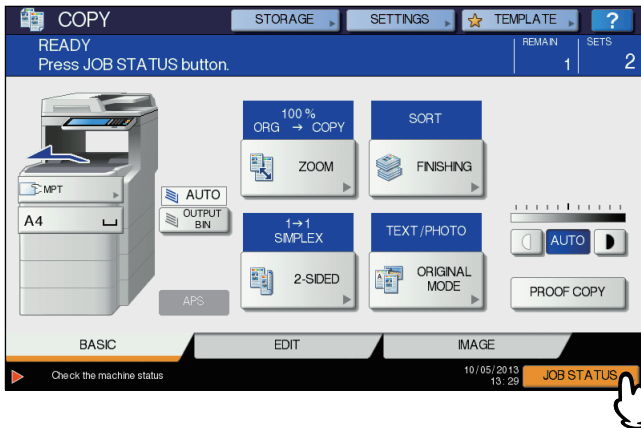 COPY
STORAGE
SETTINGS
TEMPLATE
?
READY
Press JOB STATUS button.
REMAIN
1
SETS
2
MPT
A4
AUTO
OUTPUT
BIN
APS
100 %
ORG → COPY
ZOOM
SORT
FINISHING
1→1
SIMPLEX
2-SIDED
TEXT/PHOTO
ORIGINAL
MODE
AUTO
PROOF COPY
BASIC
EDIT
IMAGE
Check the machine status
10/05/2013
13:29
JOB STATUS